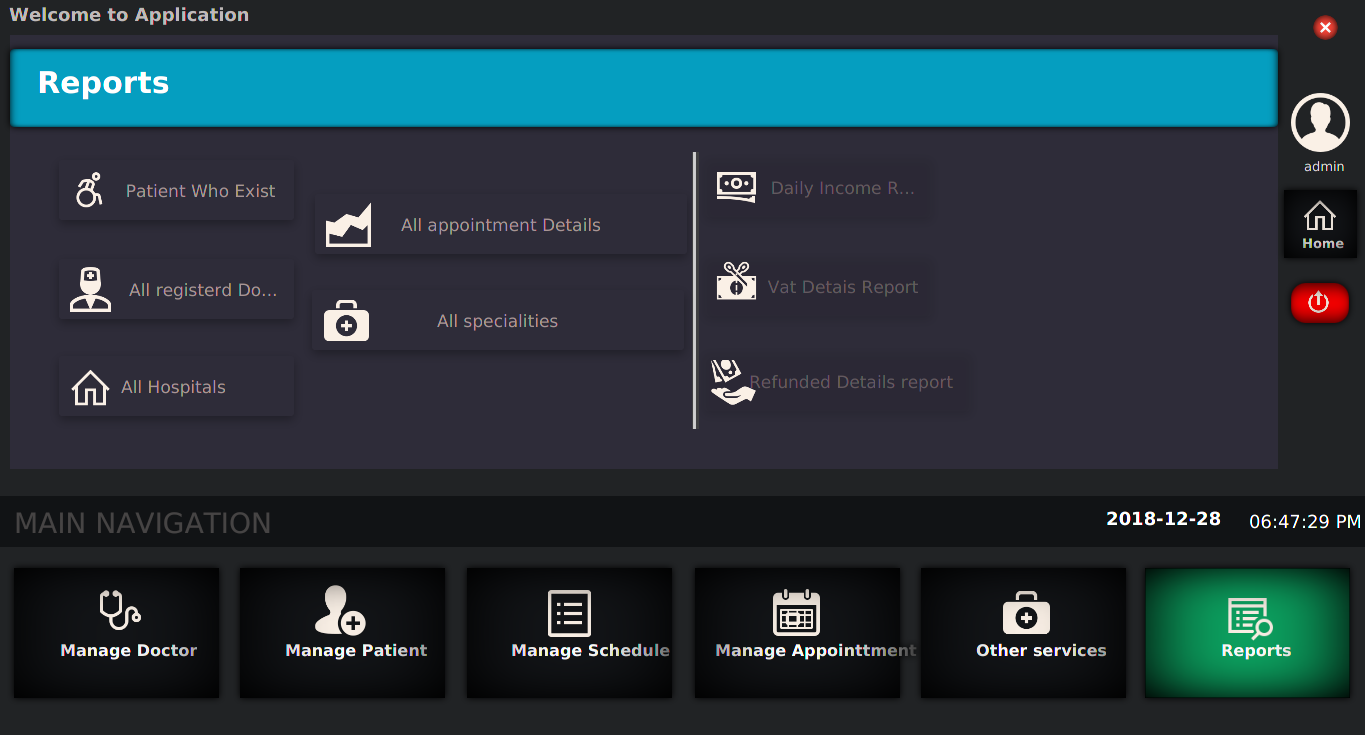 Welcome to Application
Reports
admin
Home
Patient Who Exist
All registerd Do...
All Hospitals
All appointment Details
All specialities
Daily Income R...
Vat Detais Report
Refunded Details report
MAIN NAVIGATION
2018-12-28
06:47:29 PM
Manage Doctor
Manage Patient
Manage Schedule
Manage Appointtment
Other services
Reports